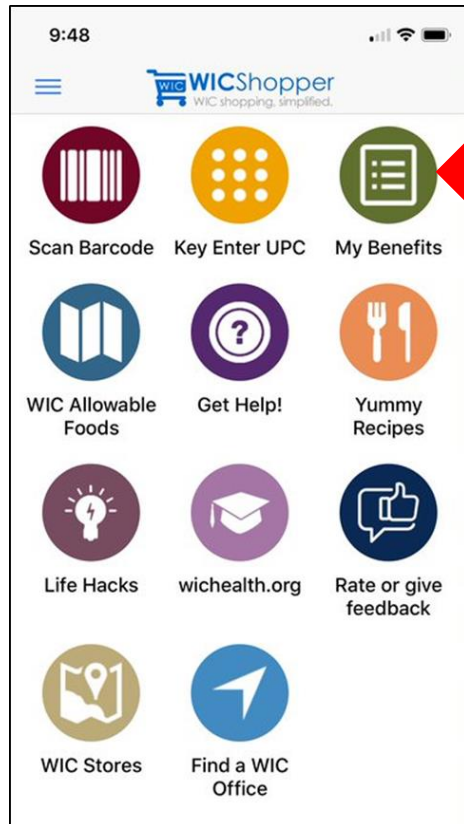 9:48
WIC WICShopper
WIC shopping, simplified.
Scan Barcode
Key Enter UPC
My Benefits
?
WIC Allowable
Foods
Get Help!
Yummy
Recipes
Life Hacks
wichealth.org
Rate or give
feedback
WIC Stores
Find a WIC
Office